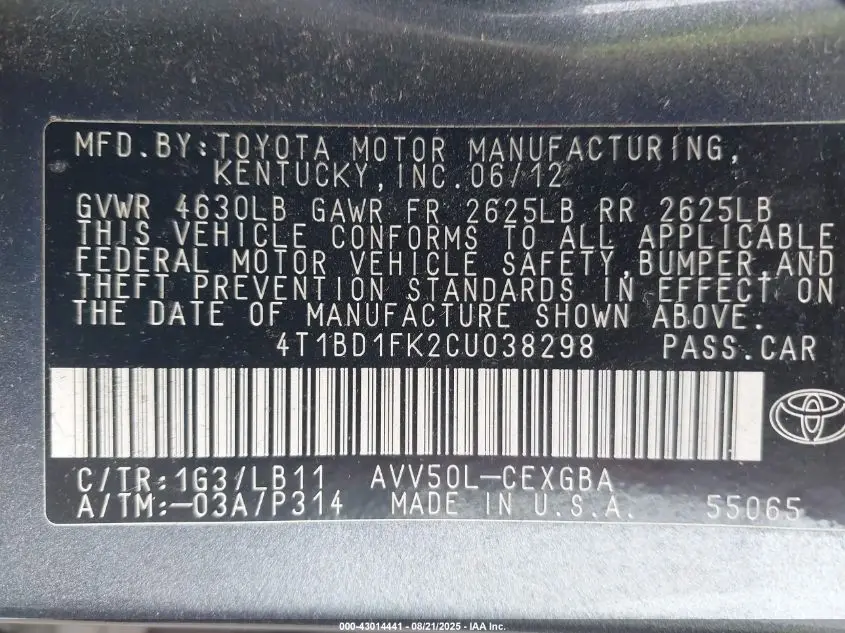 MFD.BY:TOYOTA MOTOR MANUFACTURING,
KENTUCKY,INC.06/12
GVWR 4630LB GAWR FR 2625LB RR 2625LB
THIS VEHICLE CONFORMS TO ALL APPLICABLE
FEDERAL MOTOR VEHICLE SAFETY,BUMPER,AND
THEFT PREVENTION STANDARDS IN EFFECT ON
THE DATE OF MANUFACTURE SHOWN ABOVE.
4T1BD1FK2CU038298 PASS.CAR
C/TR:1G3/LB11 AVV50L-CEXGBA
A/TM:-03A/P314 MADE IN U.S.A. 55065
000-43014441 - 08/21/2025 - IAA Inc.